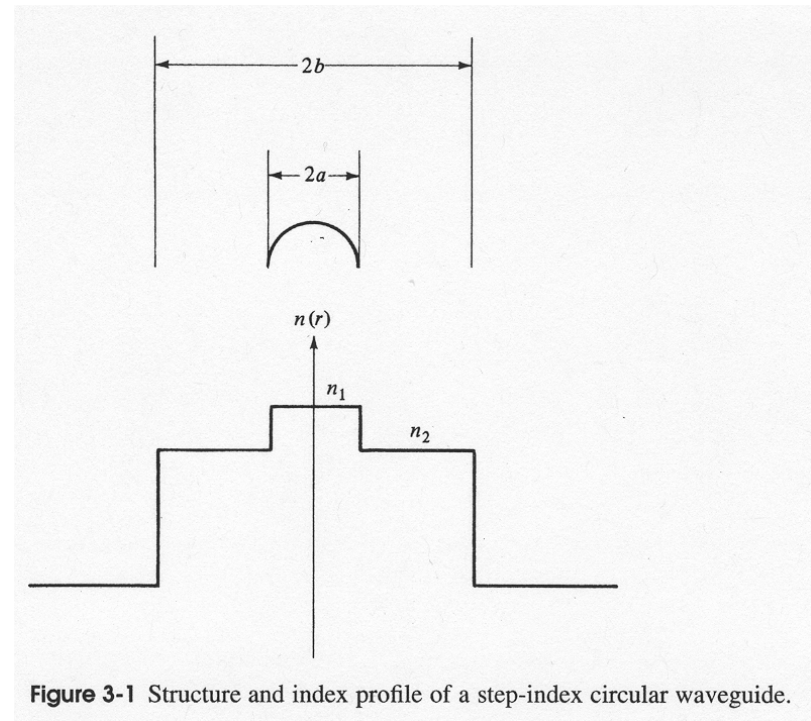 2b
2a
n(r)
n₁
n₂
Figure 3-1 Structure and index profile of a step-index circular waveguide.